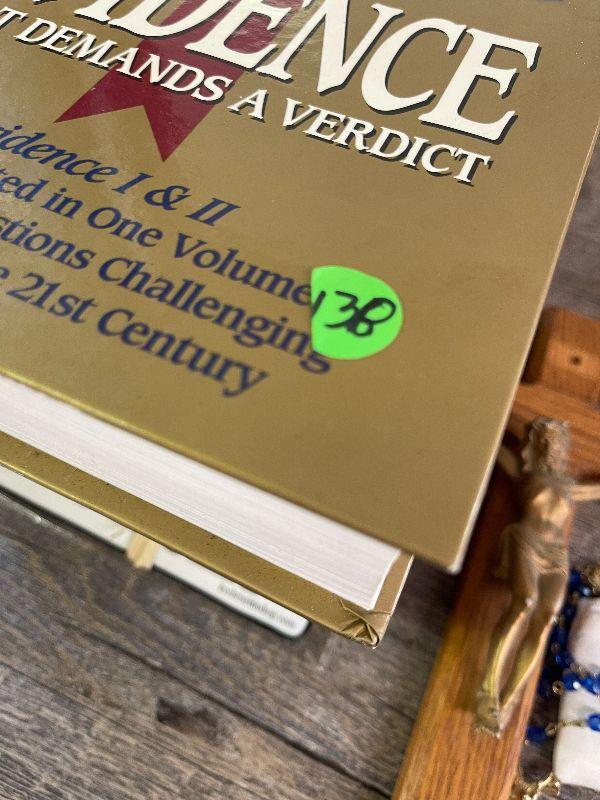 IDENCE
T DEMANDS A VERDICT
idence I & II
ted in One Volume
stions Challenging
21st Century
13B